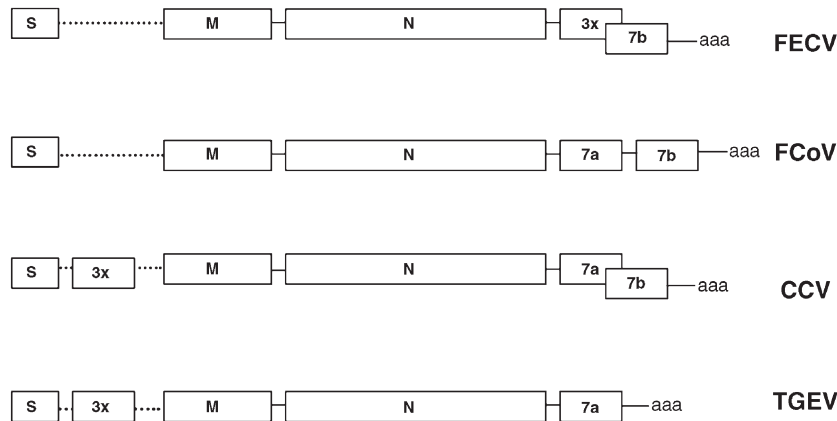 S M N 3x 7b aaa FECV
S M N 7a 7b aaa FCoV
S 3x M N 7a 7b aaa CCV
S 3x M N 7a aaa TGEV